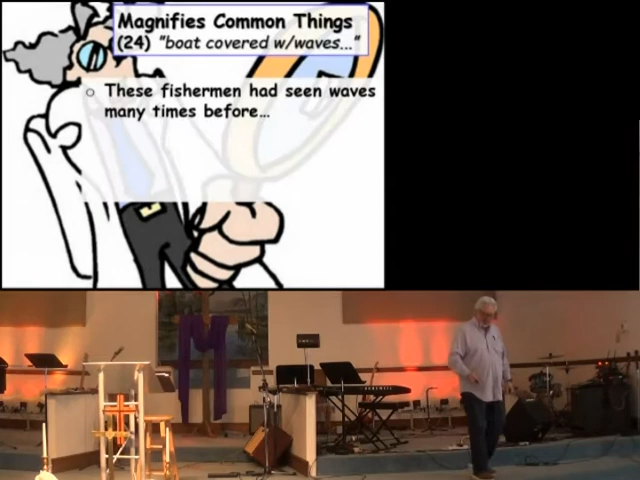 Magnifies Common Things
(24) "boat covered w/waves..."
○ These fishermen had seen waves
many times before...